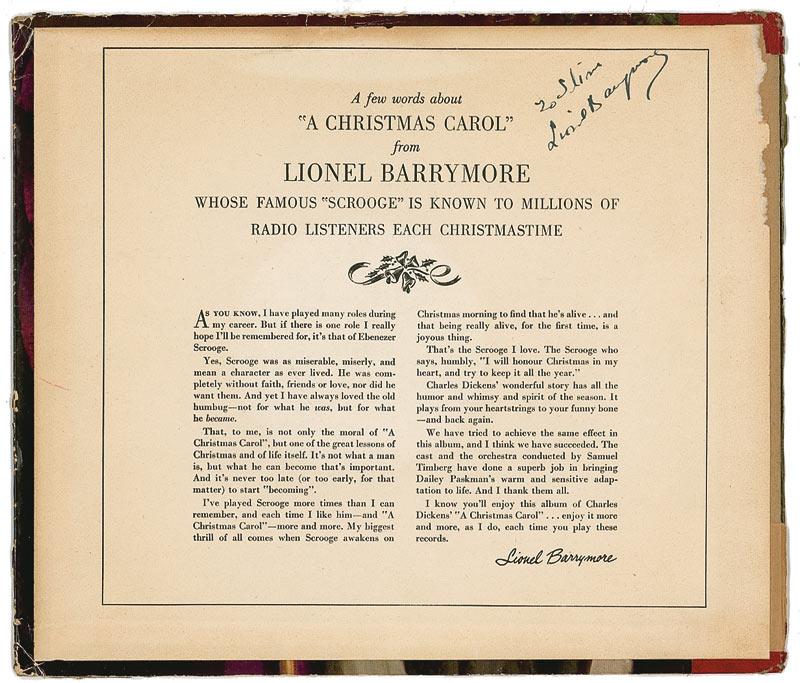 To
Lionel Barrymore
A few words about
"A CHRISTMAS CAROL"
from
LIONEL BARRYMORE
WHOSE FAMOUS "SCROOGE" IS KNOWN TO MILLIONS OF
RADIO LISTENERS EACH CHRISTMASTIME
AS YOU KNOW, I have played many roles during
my career. But if there is one role I really
hope I'll be remembered for, it's that of Ebenezer
Scrooge.
Yes, Scrooge was as miserable, miserly, and
mean a character as ever lived. He was com-
pletely without faith, friends or love, nor did he
want them. And yet I have always loved the old
humbug—not for what he was, but for what
he became.
That, to me, is not only the moral of "A
Christmas Carol", but one of the great lessons of
Christmas and of life itself. It's not what a man
is, but what he can become that's important.
And it's never too late (or too early, for that
matter) to start "becoming".
I've played Scrooge more times than I can
remember, and each time I like him—and "A
Christmas Carol"—more and more. My biggest
thrill of all comes when Scrooge awakens on
Christmas morning to find that he's alive . . . and
that being really alive, for the first time, is a
joyous thing.
That's the Scrooge I love. The Scrooge who
says, humbly, "I will honour Christmas in my
heart, and try to keep it all the year."
Charles Dickens' wonderful story has all the
humor and whimsy and spirit of the season. It
plays from your heartstrings to your funny bone
—and back again.
We have tried to achieve the same effect in
this album, and I think we have succeeded. The
cast and the orchestra conducted by Samuel
Timberg have done a superb job in bringing
Dailey Paskman's warm and sensitive adap-
tation to life. And I thank them all.
I know you'll enjoy this album of Charles
Dickens' "A Christmas Carol" . . . enjoy it more
and more, as I do, each time you play these
records.
Lionel Barrymore